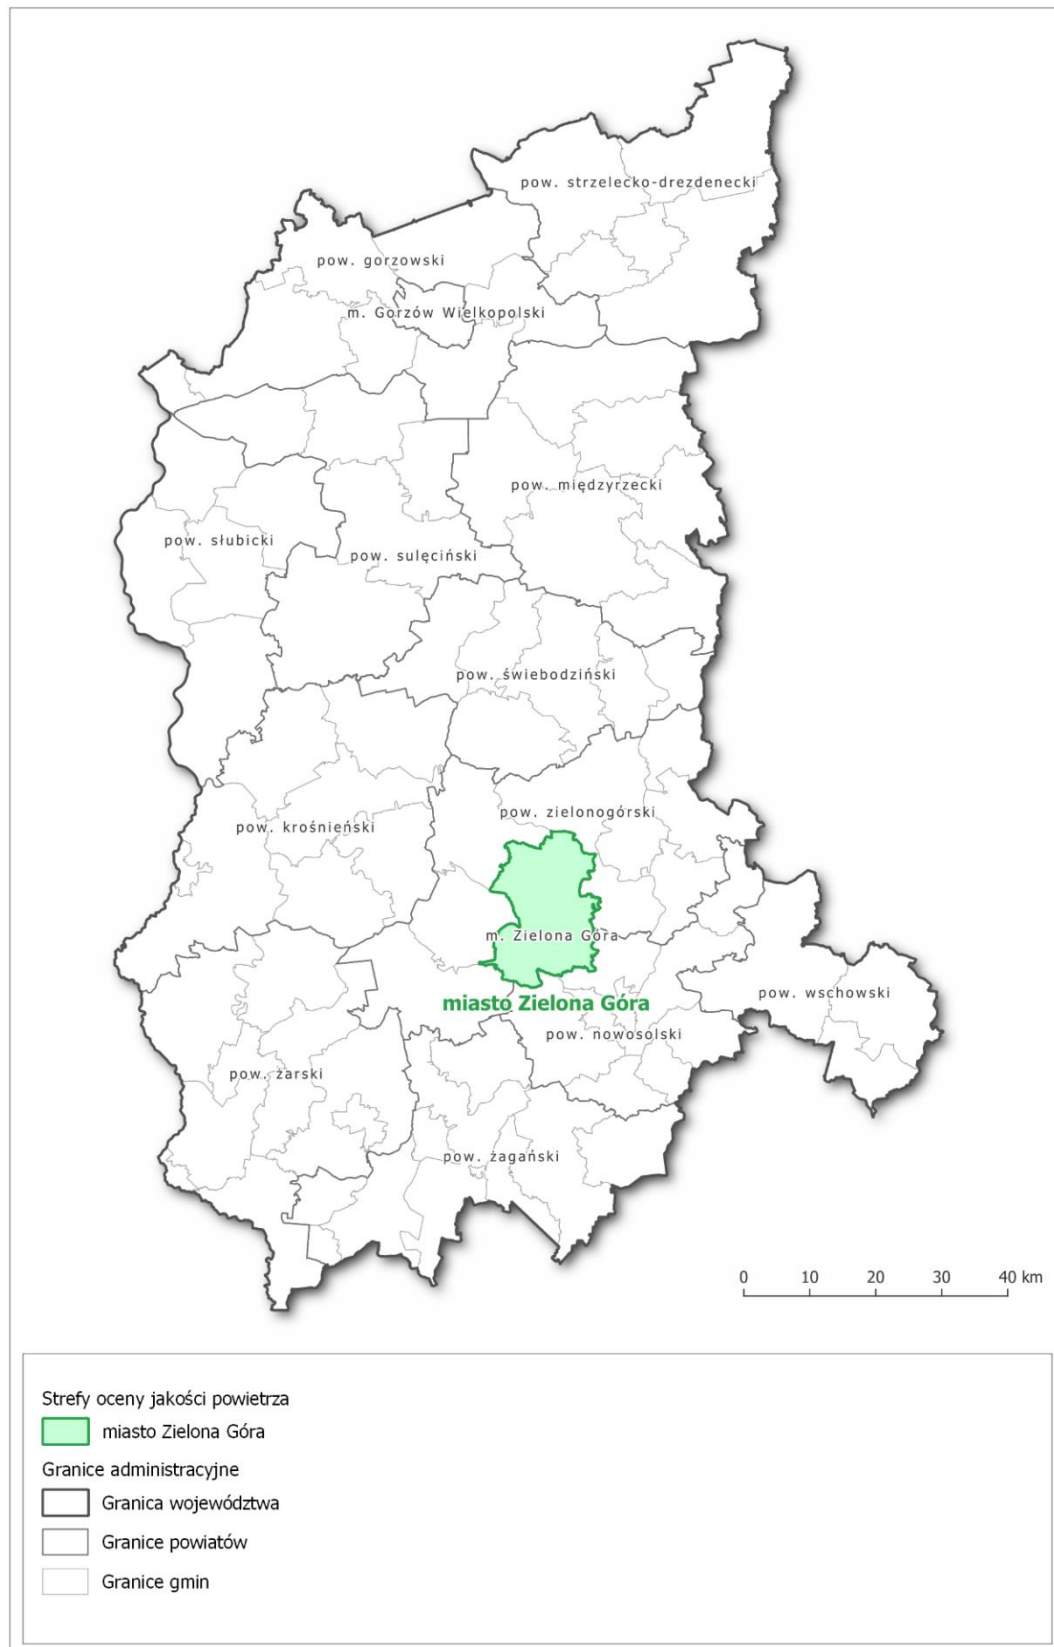 pow. strzelecko-drezdenecki
pow. gorzowski
m. Gorzów Wielkopolski
pow. międzyrzecki
pow. słubicki
pow. sulęciński
pow. świebodziński
pow. zielonogórski
pow. krośnieński
m. Zielona Góra
pow. wschowski
miasto Zielona Góra
pow. nowosolski
pow. żarski
pow. żagański
0 10 20 30 40 km
Strefy oceny jakości powietrza
miasto Zielona Góra
Granice administracyjne
Granica województwa
Granice powiatów
Granice gmin